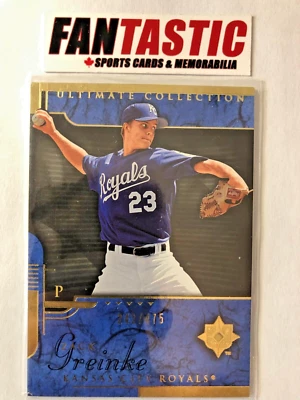 FANTASTIC
SPORTS CARDS & MEMORABILIA
ULTIMATE COLLECTION
Royals
23
P
Greinke
KANSAS CITY ROYALS®